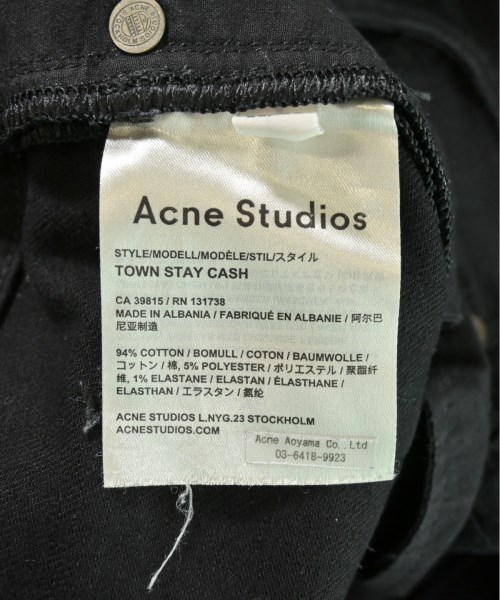 ACNE
Acne Studios
STYLE/MODELL/MODÈLE/STIL/スタイル
TOWN STAY CASH
CA 39815 / RN 131738
MADE IN ALBANIA / FABRIQUÉ EN ALBANIE / 阿尔巴
尼亚制造
94% COTTON / BOMULL / COTON / BAUMWOLLE /
コットン / 棉, 5% POLYESTER / ポリエステル / 聚酯纤
维, 1% ELASTANE / ELASTAN / ÉLASTHANE /
ELASTHAN / エラスタン / 氨纶
ACNE STUDIOS L.NYG.23 STOCKHOLM
ACNESTUDIOS.COM
Acne Aoyama Co.,Ltd
03-6418-9923